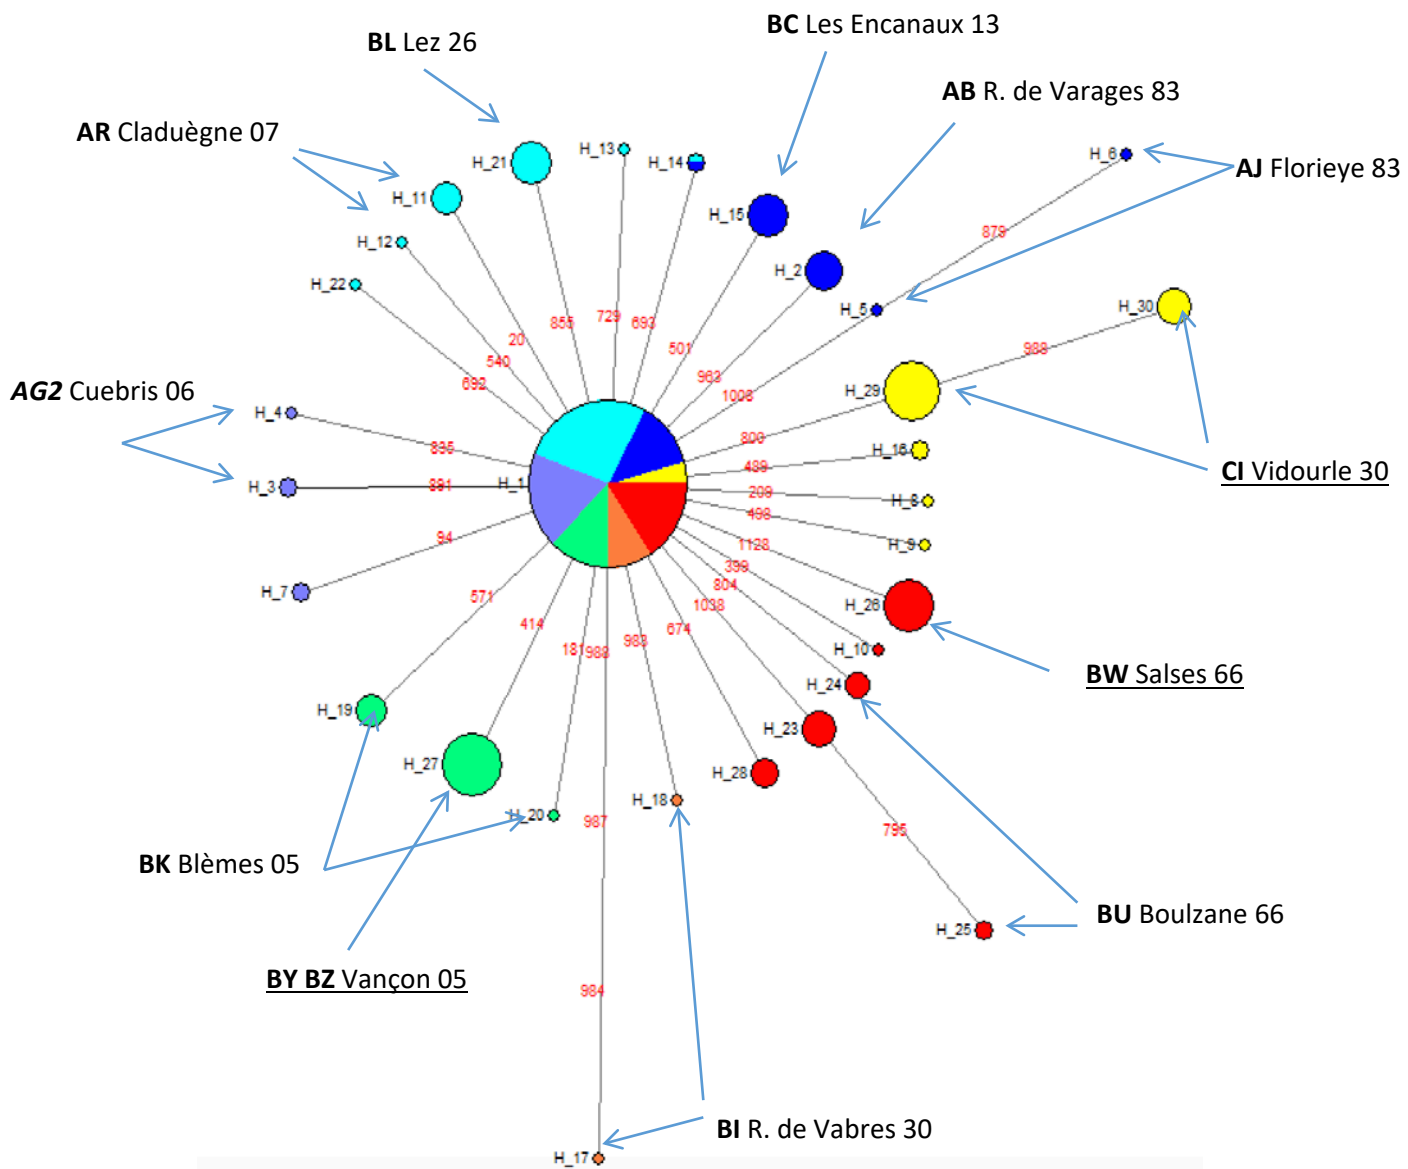 BC Les Encanaux 13
BL Lez 26
AB R. de Varages 83
AR Claduègne 07
H_13
H_14
H_21
H_6
AJ Florieye 83
H_11
H_15
H_12
879
H_2
H_22
H_5
H_30
729
693
855
20
501
988
540
963
H_29
AG2 Cuebris 06
692
1008
H_4
800
835
H_16
489
CI Vidourle 30
H_3
891
H_1
209
H_8
498
94
1128
H_9
399
H_7
804
571
1038
H_26
414
674
181
988
983
H_10
BW Salses 66
H_24
H_19
H_23
H_27
H_28
H_18
H_20
987
795
BK Blèmes 05
BU Boulzane 66
H_25
BY BZ Vançon 05
984
BI R. de Vabres 30
H_17